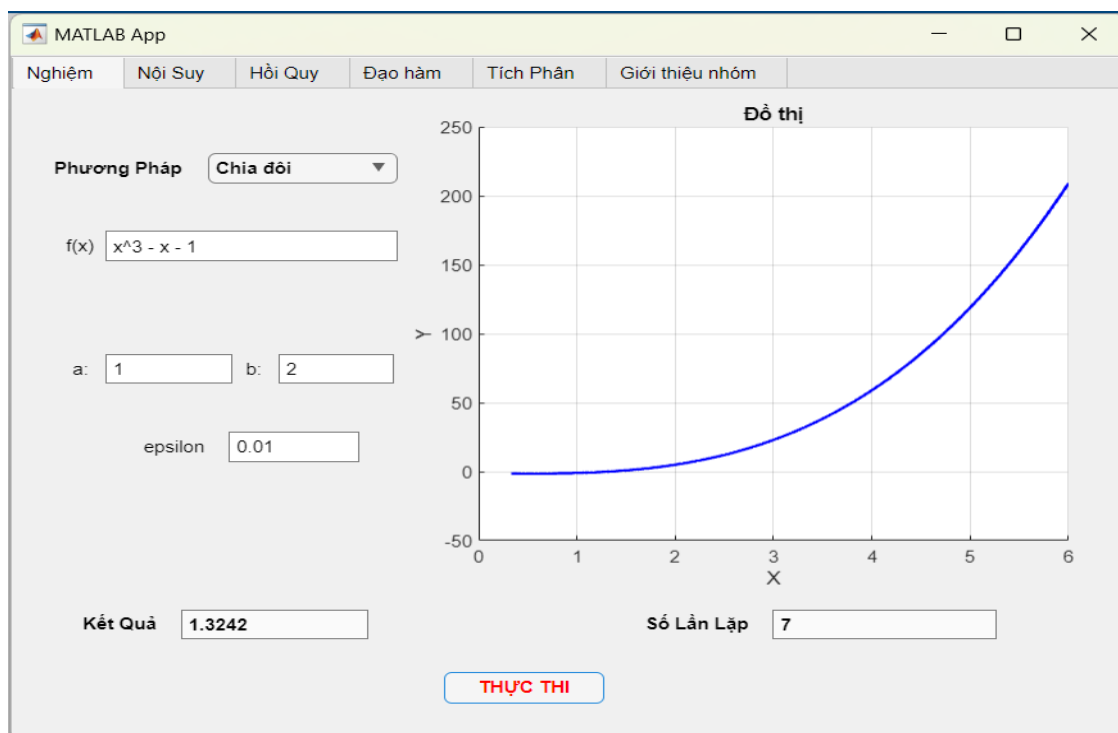 MATLAB App
Nghiệm Nội Suy Hồi Quy Đạo hàm Tích Phân Giới thiệu nhóm
Phương Pháp Chia đôi
f(x) x^3 - x - 1
a: 1 b: 2
epsilon 0.01
Đồ thị
250
200
150
100
50
0
-50
Y
0 1 2 3 4 5 6
X
Kết Quả 1.3242 Số Lần Lặp 7
THỰC THI